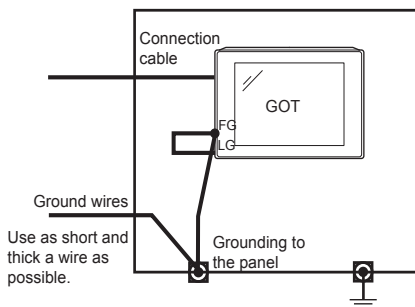 Connection
cable
GOT
FG
LG
Ground wires
Use as short and
thick a wire as
possible.
Grounding to
the panel